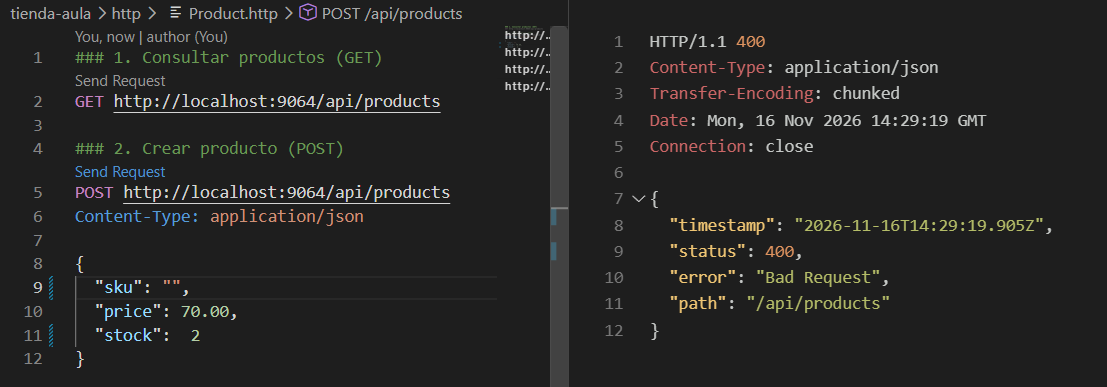 tienda-aula > http > Product.http > POST /api/products
You, now | author (You)
1 ### 1. Consultar productos (GET)
Send Request
2 GET http://localhost:9064/api/products
3
4 ### 2. Crear producto (POST)
Send Request
5 POST http://localhost:9064/api/products
6 Content-Type: application/json
7
8 {
9 "sku": "",
10 "price": 70.00,
11 "stock":  2
12 }
http://…
http://…
http://…
http://…
1 HTTP/1.1 400
2 Content-Type: application/json
3 Transfer-Encoding: chunked
4 Date: Mon, 16 Nov 2026 14:29:19 GMT
5 Connection: close
6
7 {
8 "timestamp": "2026-11-16T14:29:19.905Z",
9 "status": 400,
10 "error": "Bad Request",
11 "path": "/api/products"
12 }